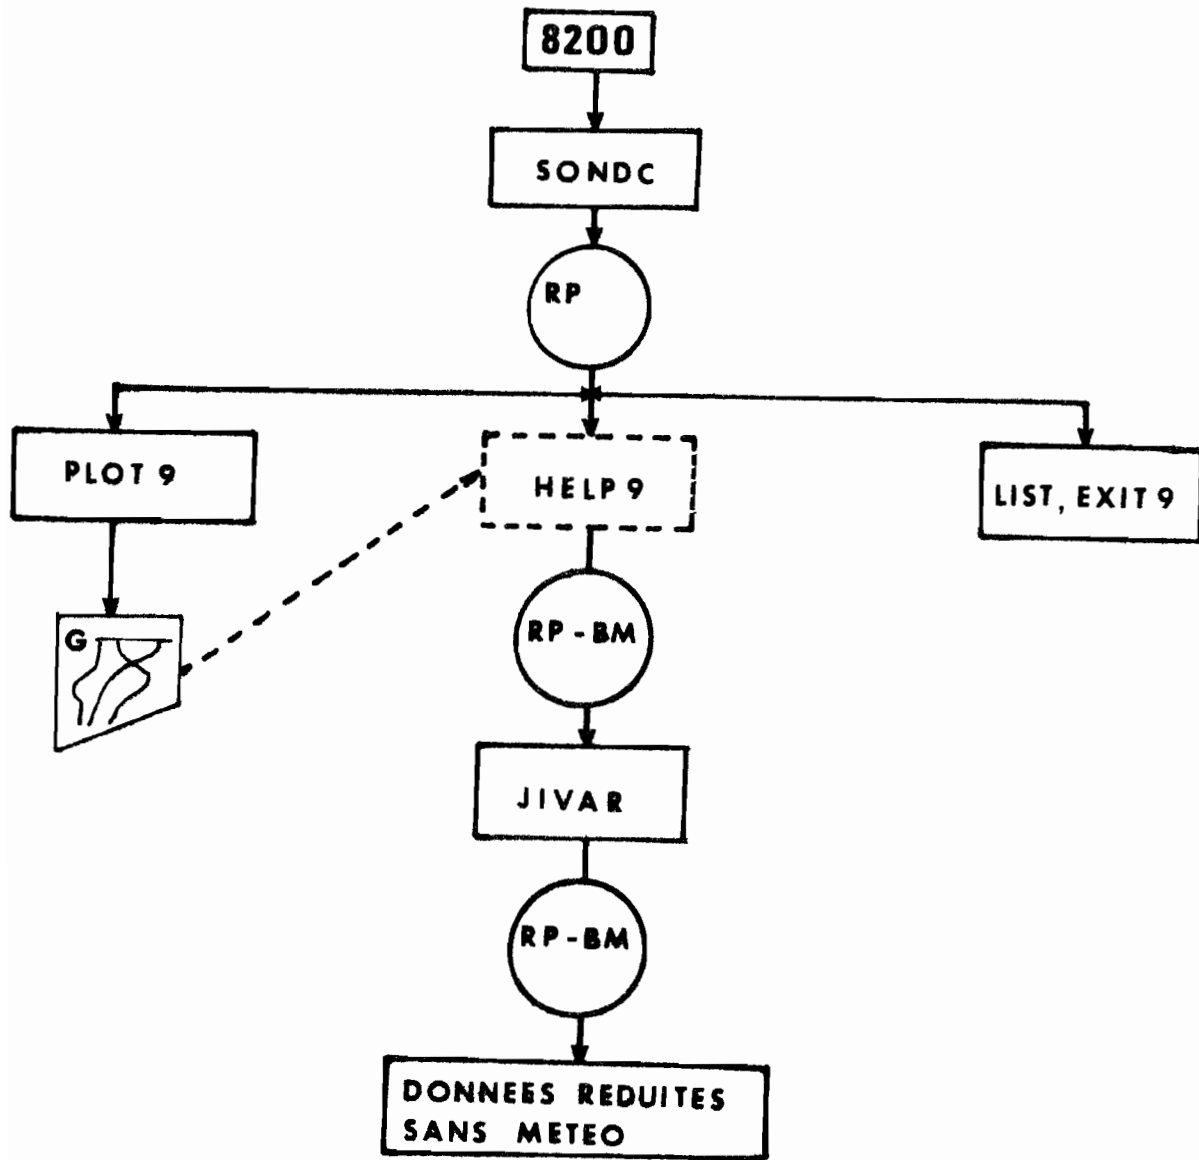 8200
SONDC
RP
PLOT 9
HELP 9
LIST, EXIT 9
G
RP - BM
JIVAR
RP - BM
DONNEES REDUITES
SANS METEO